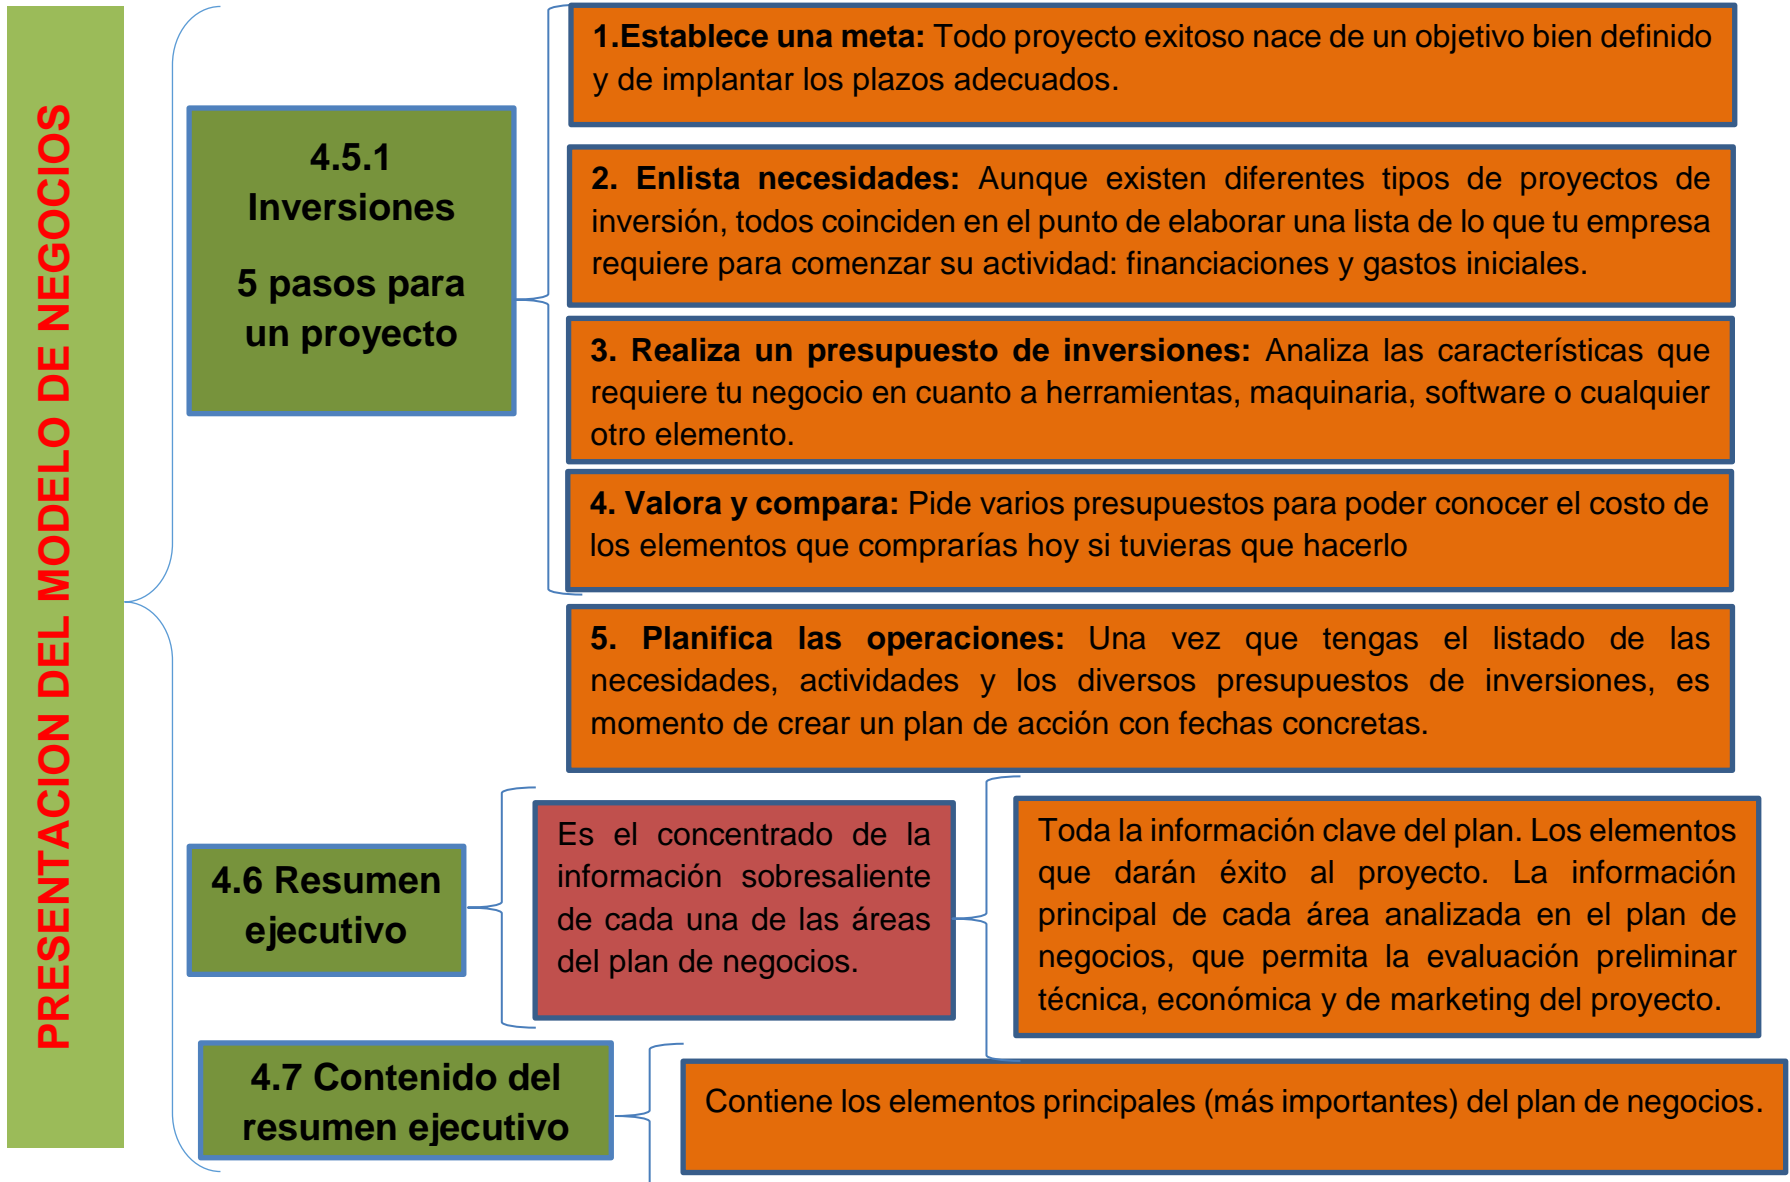 PRESENTACION DEL MODELO DE NEGOCIOS
4.5.1
Inversiones
5 pasos para
un proyecto
1.Establece una meta: Todo proyecto exitoso nace de un objetivo bien definido
y de implantar los plazos adecuados.
2. Enlista necesidades: Aunque existen diferentes tipos de proyectos de
inversión, todos coinciden en el punto de elaborar una lista de lo que tu empresa
requiere para comenzar su actividad: financiaciones y gastos iniciales.
3. Realiza un presupuesto de inversiones: Analiza las características que
requiere tu negocio en cuanto a herramientas, maquinaria, software o cualquier
otro elemento.
4. Valora y compara: Pide varios presupuestos para poder conocer el costo de
los elementos que comprarías hoy si tuvieras que hacerlo
5. Planifica las operaciones: Una vez que tengas el listado de las
necesidades, actividades y los diversos presupuestos de inversiones, es
momento de crear un plan de acción con fechas concretas.
4.6 Resumen
ejecutivo
Es el concentrado de la
información sobresaliente
de cada una de las áreas
del plan de negocios.
Toda la información clave del plan. Los elementos
que darán éxito al proyecto. La información
principal de cada área analizada en el plan de
negocios, que permita la evaluación preliminar
técnica, económica y de marketing del proyecto.
4.7 Contenido del
resumen ejecutivo
Contiene los elementos principales (más importantes) del plan de negocios.